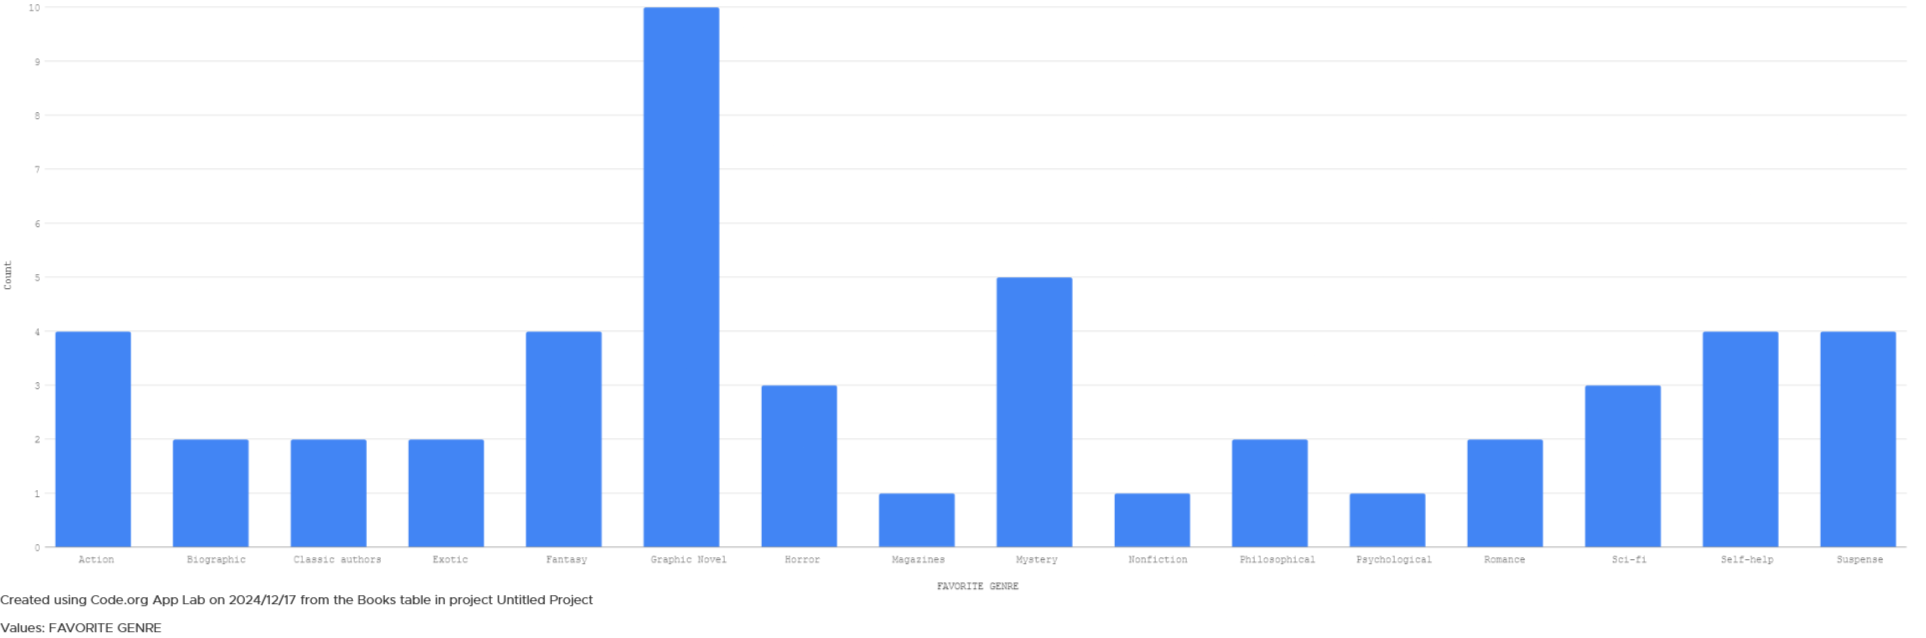 10
9
8
7
6
5
4
3
2
1
0
Count
Action Biographic Classic authors Exotic Fantasy Graphic Novel Horror Magazines Mystery Nonfiction Philosophical Psychological Romance Sci-fi Self-help Suspense
FAVORITE GENRE
Created using Code.org App Lab on 2024/12/17 from the Books table in project Untitled Project
Values: FAVORITE GENRE